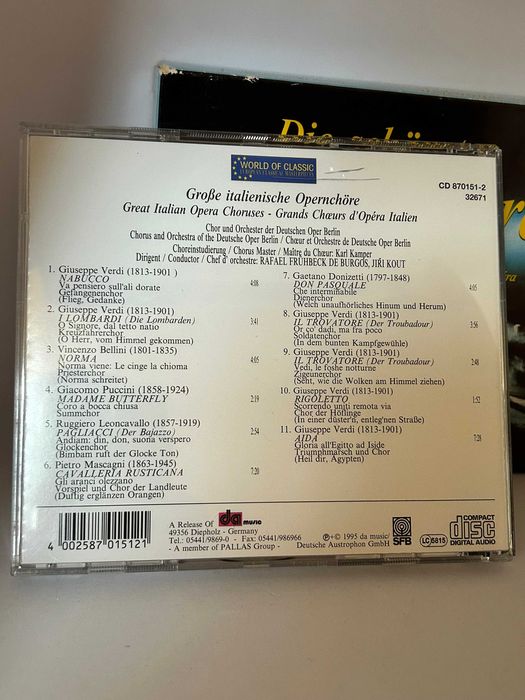 Die schön
WORLD OF CLASSIC
EUROPEAN CLASSICAL MASTERPIECES
CD 870151-2
32671
Große italienische Opernchöre
Great Italian Opera Choruses - Grands Chœurs d'Opéra Italien
Chor und Orchester der Deutschen Oper Berlin
Chorus and Orchestra of the Deutsche Oper Berlin / Chœur et Orchestre de Deutsche Oper Berlin
Choreinstudierung / Chorus Master / Maître du Chœur: Karl Kamper
Dirigent / Conductor / Chef d'orchestre: RAFAEL FRÜHBECK DE BURGOS, JIŘI KOUT
1. Giuseppe Verdi (1813-1901 )
NABUCCO
Va pensiero sull'ali dorate 4:08
Gefangenenchor
(Flieg, Gedanke)
2. Giuseppe Verdi (1813-1901)
I LOMBARDI (Die Lombarden)
O Signore, dal tetto natio 3:41
Kreuzfahrerchor
(O Herr, vom Himmel gekommen)
3. Vincenzo Bellini (1801-1835)
NORMA
Norma viene: Le cinge la chioma 4:05
Priesterchor
(Norma schreitet)
4. Giacomo Puccini (1858-1924)
MADAME BUTTERFLY
Coro a bocca chiusa 2:19
Summchor
5. Ruggiero Leoncavallo (1857-1919)
PAGLIACCI (Der Bajazzo)
Andiam: din, don, suona verspero 2:54
Glockenchor
(Bimbam ruft der Glocke Ton)
6. Pietro Mascagni (1863-1945)
CAVALLERIA RUSTICANA
Gli aranci olezzano 7:20
Vorspiel und Chor der Landleute
(Duftig erglänzen Orangen)
7. Gaetano Donizetti (1797-1848)
DON PASQUALE
Che interminabile 4:05
Dienerchor
(Welch unaufhörliches Hinum und Herum)
8. Giuseppe Verdi (1813-1901)
IL TROVATORE (Der Troubadour)
Or co' dadi, ma fra poco 3:56
Soldatenchor
(In dem bunten Kampfgewühle)
9. Giuseppe Verdi (1813-1901)
IL TROVATORE (Der Troubadour)
Vedi, le foshe notturne 2:48
Zigeunerchor
(Seht, wie die Wolken am Himmel ziehen)
10. Giuseppe Verdi (1813-1901)
RIGOLETTO
Scorrendo uniti remota via 1:52
Chor der Höflinge
(In einer düster'n, entleg'nen Straße)
11. Giuseppe Verdi (1813-1901)
AIDA
Gloria all'Egitto ad Iside 7:28
Triumphmarsch und Chor
(Heil dir, Ägypten)
4 002587 015121
A Release Of da music
49356 Diepholz - Germany
Tel.: 05441/9869-0 - Fax: 05441/986966
- A member of PALLAS Group -
℗+© 1995 da music/
Deutsche Austrophon GmbH
SFB
LC 6815
COMPACT
disc
DIGITAL AUDIO